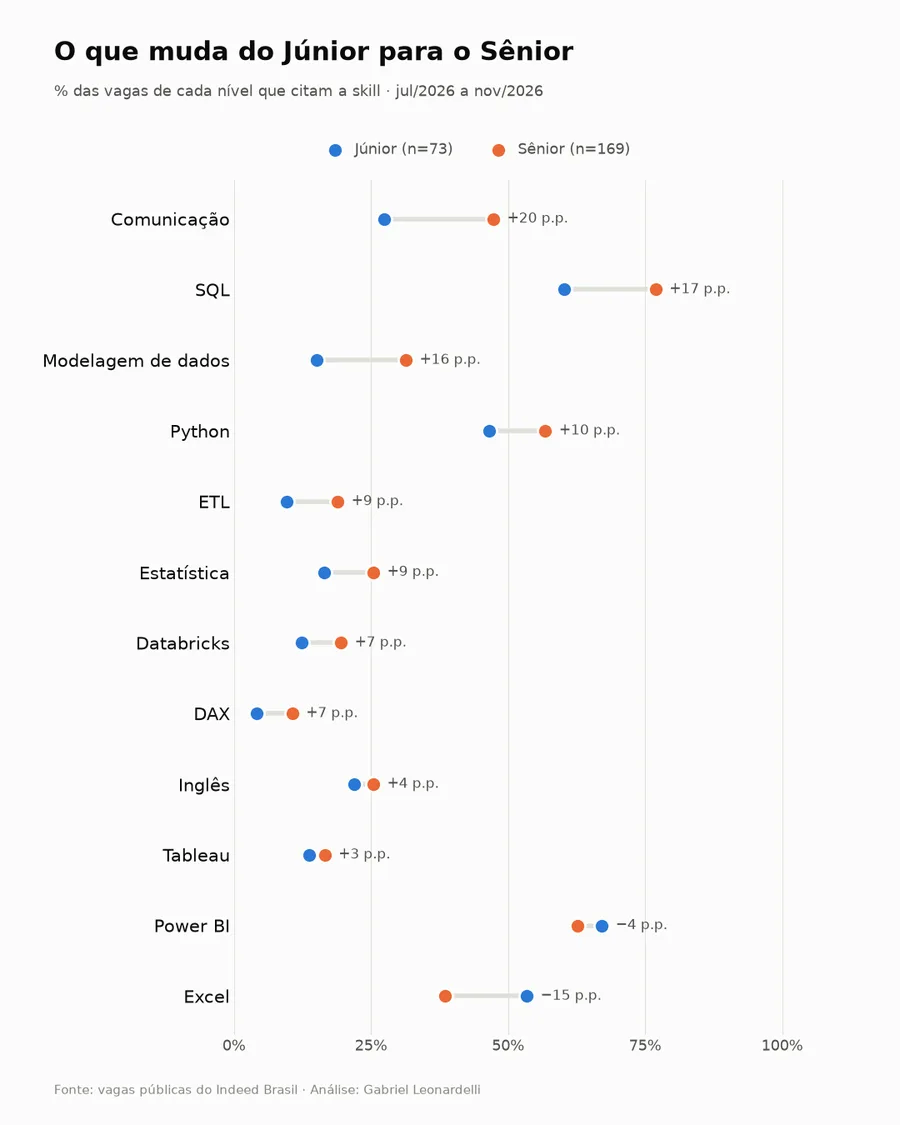 O que muda do Júnior para o Sênior
% das vagas de cada nível que citam a skill · jul/2026 a nov/2026
Júnior (n=73) Sênior (n=169)
Comunicação +20 p.p.
SQL +17 p.p.
Modelagem de dados +16 p.p.
Python +10 p.p.
ETL +9 p.p.
Estatística +9 p.p.
Databricks +7 p.p.
DAX +7 p.p.
Inglês +4 p.p.
Tableau +3 p.p.
Power BI −4 p.p.
Excel −15 p.p.
0% 25% 50% 75% 100%
Fonte: vagas públicas do Indeed Brasil · Análise: Gabriel Leonardelli